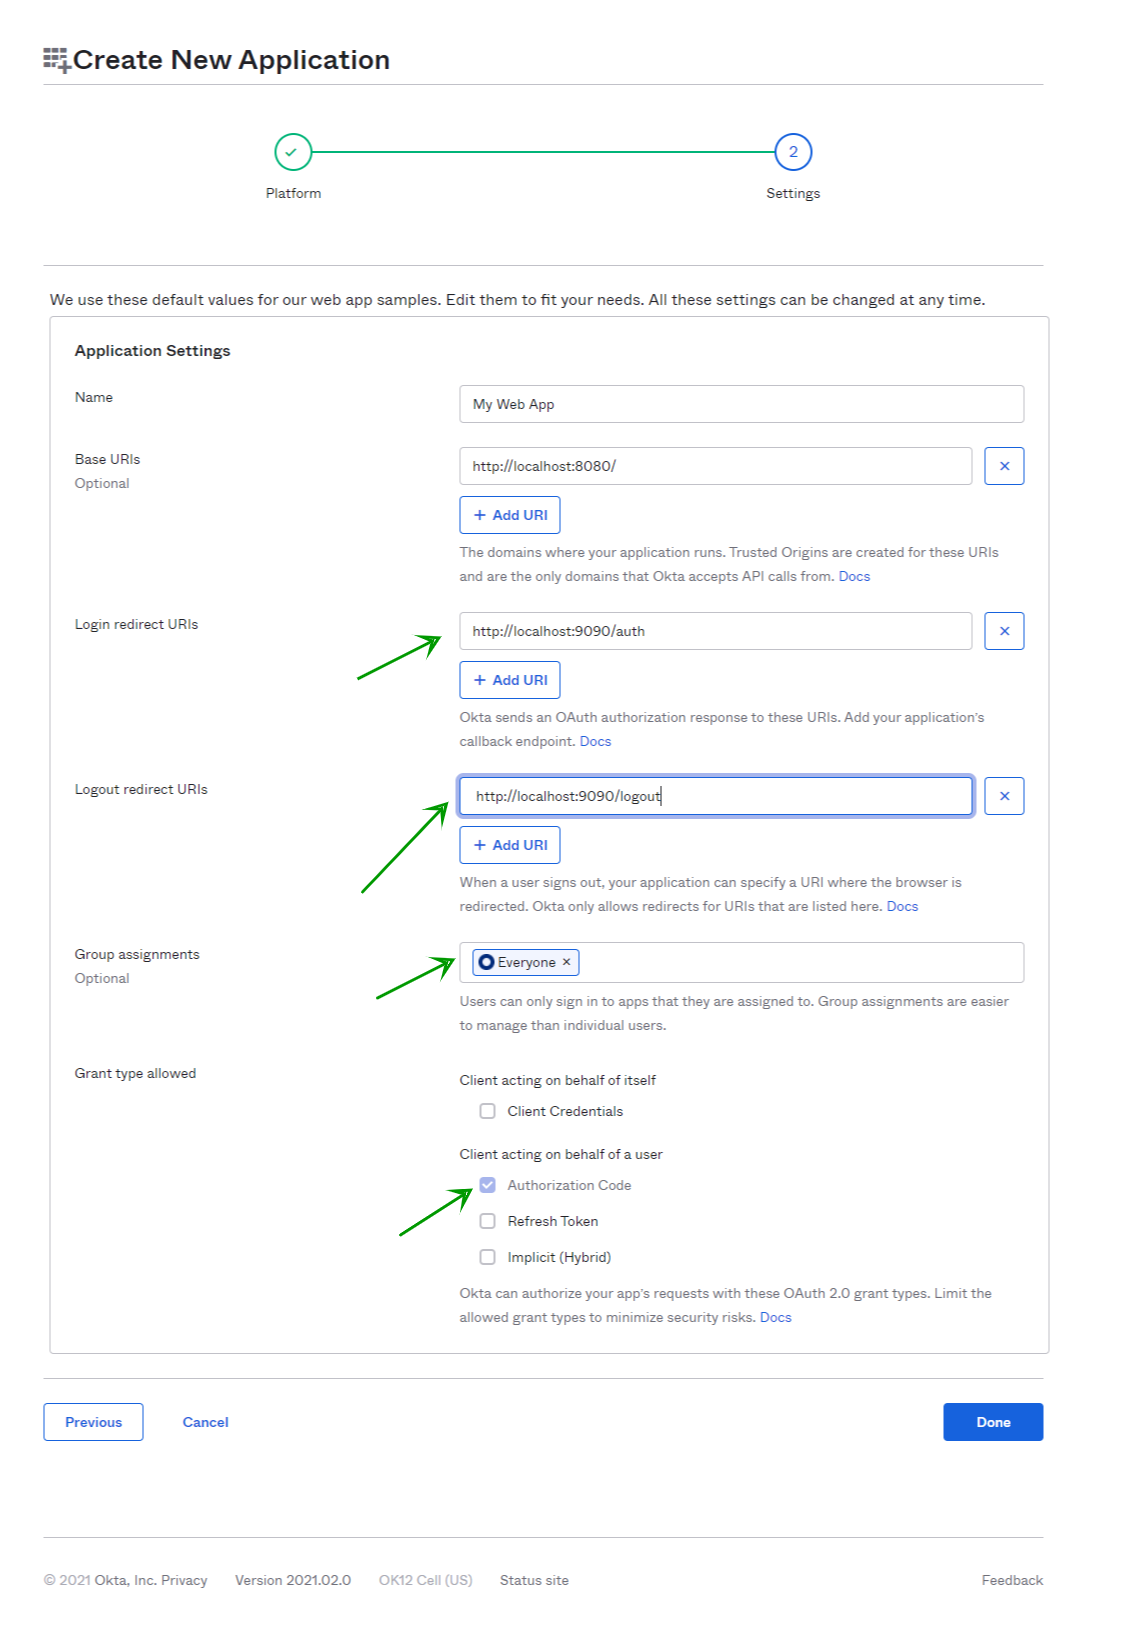 Create New Application
2
Platform
Settings
We use these default values for our web app samples. Edit them to fit your needs. All these settings can be changed at any time.
Application Settings
Name
My Web App
Base URIs
http://localhost:8080/
Optional
+ Add URI
The domains where your application runs. Trusted Origins are created for these URIs
and are the only domains that Okta accepts API calls from. Docs
Login redirect URIs
http://localhost:9090/auth
+ Add URI
Okta sends an OAuth authorization response to these URIs. Add your application's
callback endpoint. Docs
Logout redirect URIs
http://localhost:9090/logout
+ Add URI
When a user signs out, your application can specify a URI where the browser is
redirected. Okta only allows redirects for URIs that are listed here. Docs
Group assignments
Everyone ×
Optional
Users can only sign in to apps that they are assigned to. Group assignments are easier
to manage than individual users.
Grant type allowed
Client acting on behalf of itself
Client Credentials
Client acting on behalf of a user
Authorization Code
Refresh Token
Implicit (Hybrid)
Okta can authorize your app's requests with these OAuth 2.0 grant types. Limit the
allowed grant types to minimize security risks. Docs
Previous
Cancel
Done
© 2021 Okta, Inc. Privacy
Version 2021.02.0
OK12 Cell (US)
Status site
Feedback